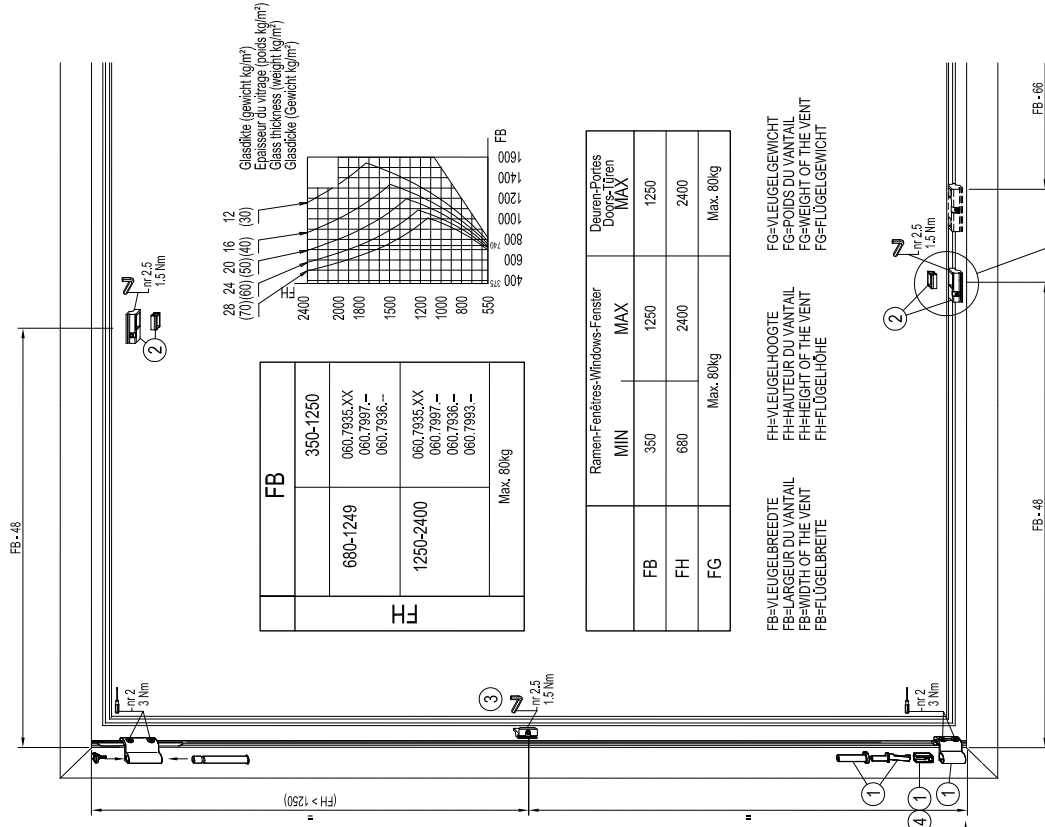 FB - 48
nr 2.5
1.5 Nm
2
Glasdikte (gewicht kg/m²)
Epaisseur du vitrage (poids kg/m²)
Glass thickness (weight kg/m²)
Glasdicke (Gewicht kg/m²)
28 24 20 16 12
(70)(60)(50)(40) (30)
FH
2400
2000
1800
1500
1200
1000
800
550
375
400
600
740
800
1000
1200
1400
1600
FB
FB
350-1250
FH
680-1249
060.7935.XX
060.7997.--
060.7936.--
1250-2400
060.7935.XX
060.7997.--
060.7936.--
060.7993.--
Max. 80kg
Ramen-Fenêtres-Windows-Fenster
Deuren-Portes
Doors-Türen
MIN MAX MAX
FB 350 1250 1250
FH 680 2400 2400
FG Max. 80kg Max. 80kg
FB=VLEUGELBREEDTE
FB=LARGEUR DU VANTAIL
FB=WIDTH OF THE VENT
FB=FLÜGELBREITE
FH=VLEUGELHOOGTE
FH=HAUTEUR DU VANTAIL
FH=HEIGHT OF THE VENT
FH=FLÜGELHÖHE
FG=VLEUGELGEWICHT
FG=POIDS DU VANTAIL
FG=WEIGHT OF THE VENT
FG=FLÜGELGEWICHT
nr 2
3 Nm
3
nr 2.5
1.5 Nm
nr 2
3 Nm
(FH > 1250)
=
=
1
1
4
1
2
nr 2.5
1.5 Nm
FB - 48
FB - 66